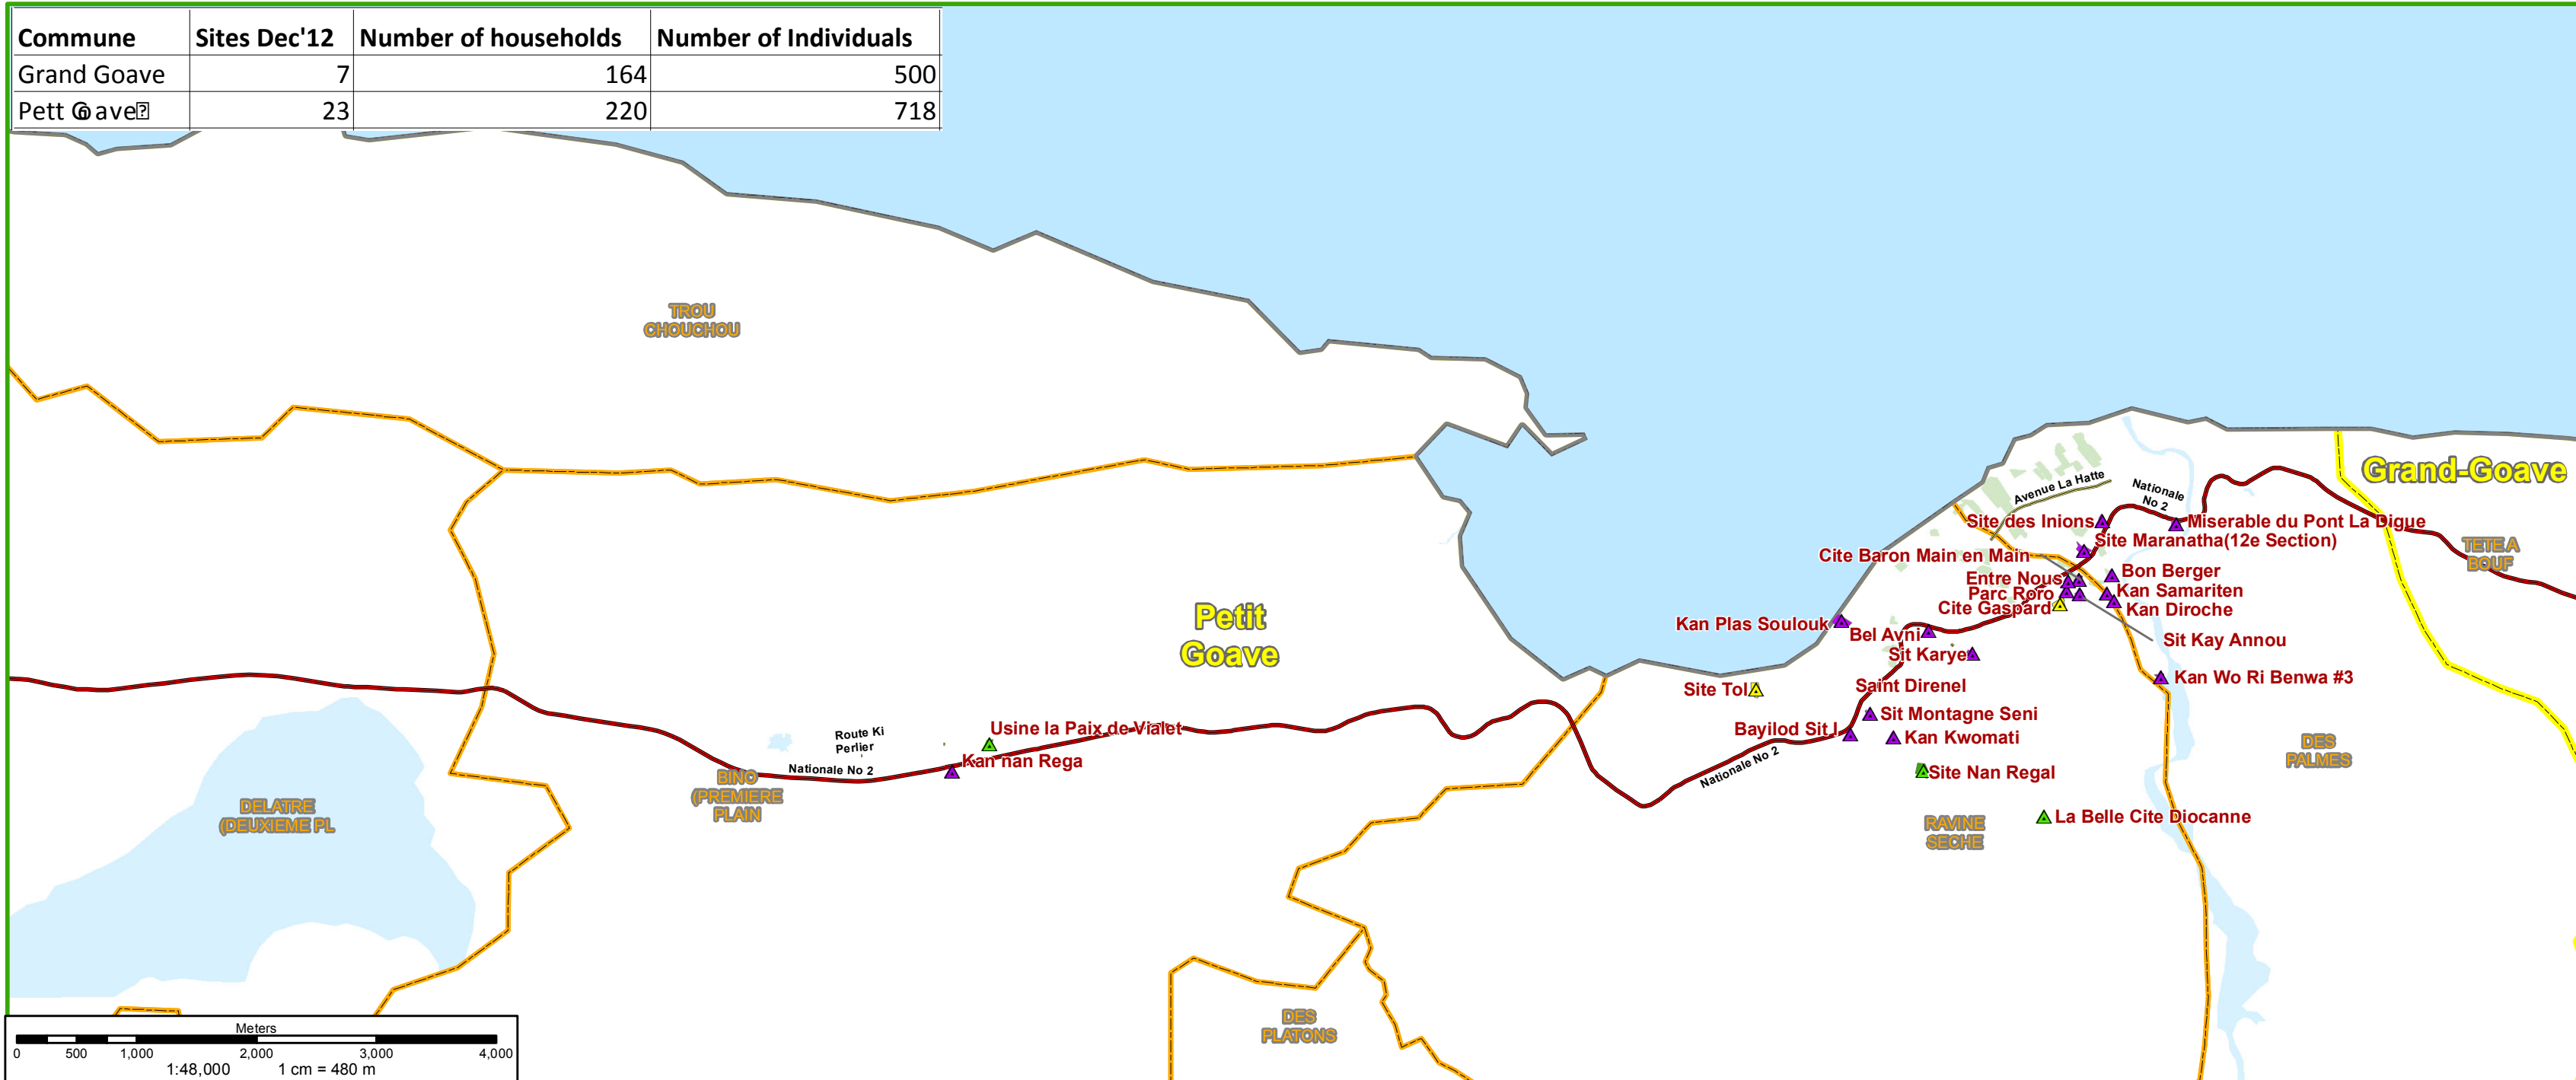 Commune Sites Dec'12 Number of households Number of Individuals
Grand Goave 7 164 500
Pett Goave 23 220 718
TROU
CHOUCHOU
Grand-Goave
Avenue La Hatte
Nationale
No 2
Site des Inions
Miserable du Pont La Digue
Site Maranatha(12e Section)
TETE A
BOUF
Cite Baron Main en Main
Bon Berger
Entre Nous
Kan Samariten
Parc Roro
Cite Gaspard
Kan Diroche
Petit
Goave
Kan Plas Soulouk
Bel Avni
Sit Kay Annou
Sit Karye
Kan Wo Ri Benwa #3
Site Tol
Saint Direnel
Sit Montagne Seni
Usine la Paix de Vialet
Bayilod Sit I
Kan Kwomati
Route Ki
Perlier
Kan nan Rega
Nationale No 2
Nationale No 2
DES
PALMES
Site Nan Regal
BINO
(PREMIERE
PLAIN
DELATRE
(DEUXIEME PL
La Belle Cite Diocanne
RAVINE
SECHE
DES
PLATONS
Meters
0 500 1,000 2,000 3,000 4,000
1:48,000 1 cm = 480 m